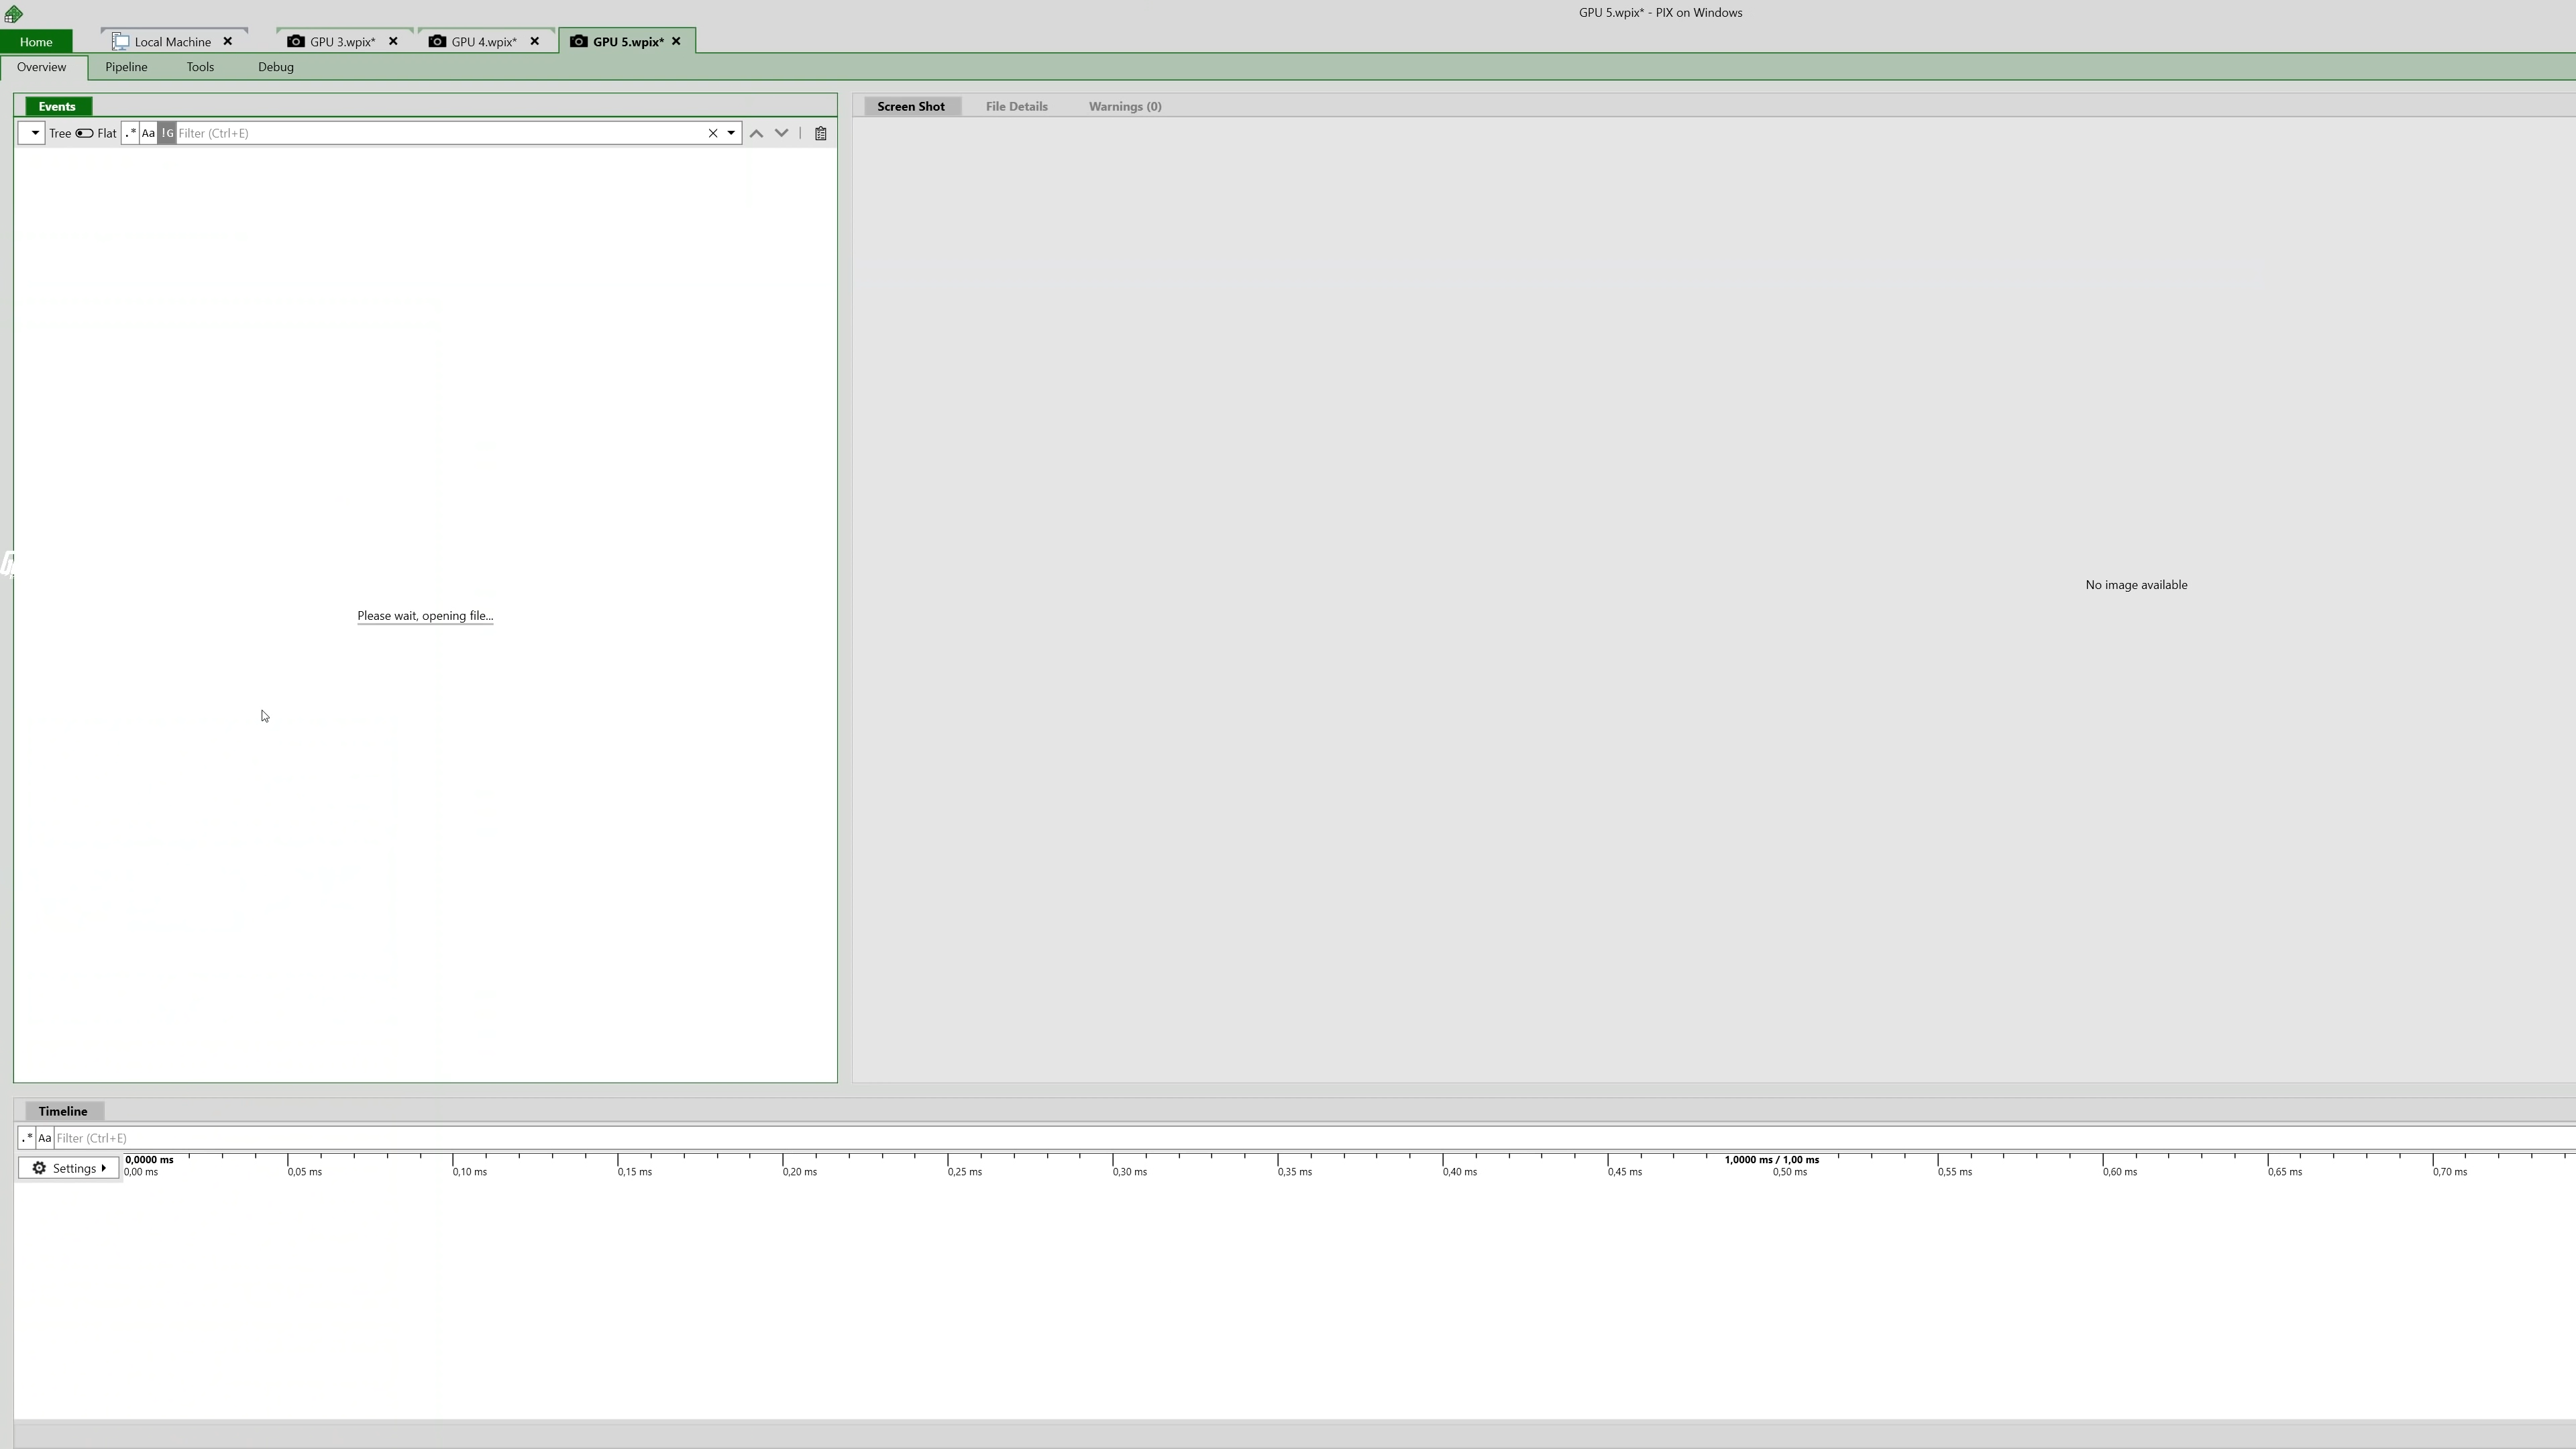 GPU 5.wpix* - PIX on Windows
Home
Local Machine
GPU 3.wpix*
GPU 4.wpix*
GPU 5.wpix*
Overview
Pipeline
Tools
Debug
Events
Screen Shot
File Details
Warnings (0)
Tree
Flat
.*
Aa
!G
Filter (Ctrl+E)
Please wait, opening file...
No image available
Timeline
.*
Aa
Filter (Ctrl+E)
Settings
0,0000 ms
1,0000 ms / 1,00 ms
0,00 ms
0,05 ms
0,10 ms
0,15 ms
0,20 ms
0,25 ms
0,30 ms
0,35 ms
0,40 ms
0,45 ms
0,50 ms
0,55 ms
0,60 ms
0,65 ms
0,70 ms